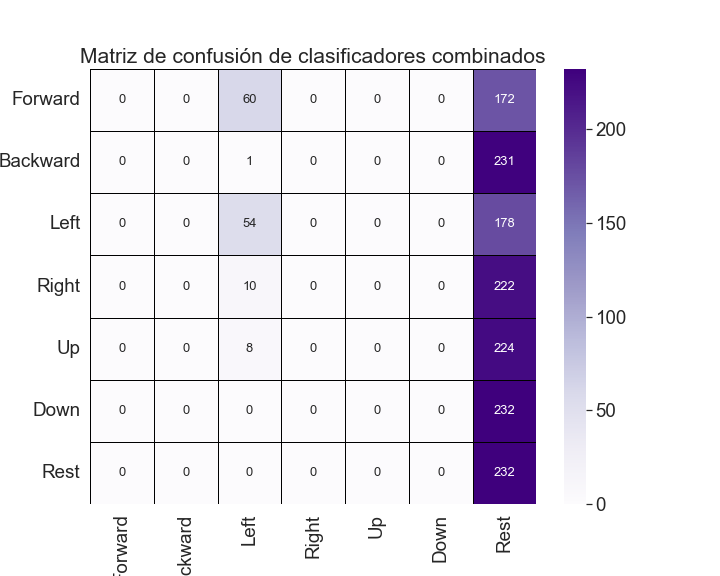 Matriz de confusión de clasificadores combinados
Forward 0 0 60 0 0 0 172
Backward 0 0 1 0 0 0 231
Left 0 0 54 0 0 0 178
Right 0 0 10 0 0 0 222
Up 0 0 8 0 0 0 224
Down 0 0 0 0 0 0 232
Rest 0 0 0 0 0 0 232
Forward ckward Left Right Up Down Rest
200
150
100
50
0